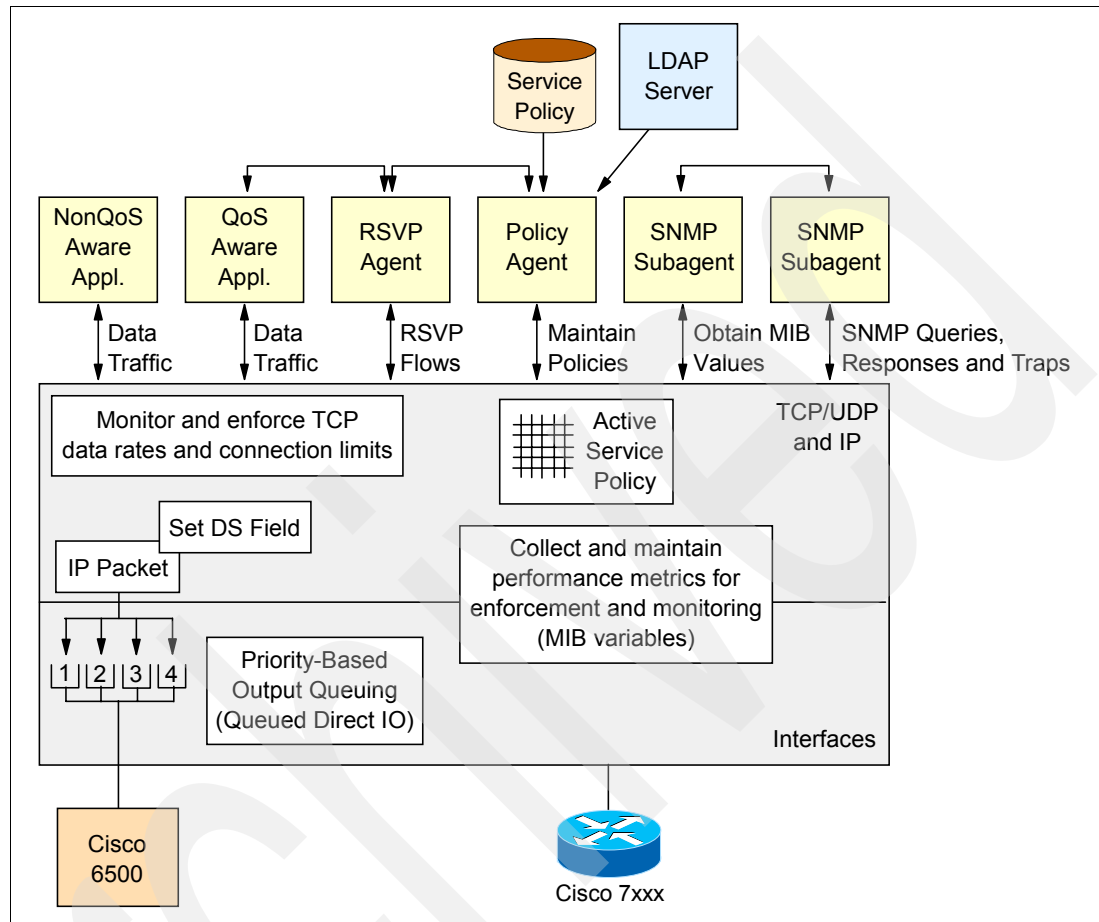 Service
Policy
LDAP
Server
NonQoS
Aware
Appl.
QoS
Aware
Appl.
RSVP
Agent
Policy
Agent
SNMP
Subagent
SNMP
Subagent
Data
Traffic
Data
Traffic
RSVP
Flows
Maintain
Policies
Obtain MIB
Values
SNMP Queries,
Responses and Traps
Monitor and enforce TCP
data rates and connection limits
Active
Service
Policy
TCP/UDP
and IP
Set DS Field
IP Packet
Collect and maintain
performance metrics for
enforcement and monitoring
(MIB variables)
1 2 3 4
Priority-Based
Output Queuing
(Queued Direct IO)
Interfaces
Cisco
6500
Cisco 7xxx